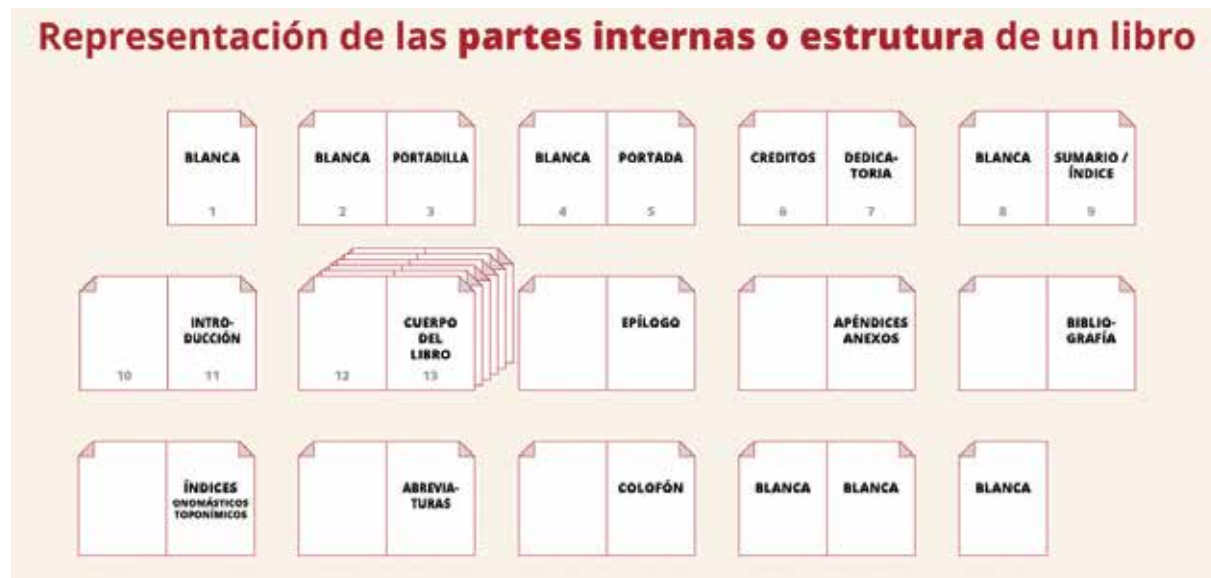 Representación de las partes internas o estrutura de un libro
BLANCA
1
BLANCA
2
PORTADILLA
3
BLANCA
4
PORTADA
5
CREDITOS
6
DEDICA-
TORIA
7
BLANCA
8
SUMARIO /
ÍNDICE
9
10
INTRO-
DUCCIÓN
11
12
CUERPO
DEL
LIBRO
13
EPÍLOGO
APÉNDICES
ANEXOS
BIBLIO-
GRAFÍA
ÍNDICES
ONOMÁSTICOS
TOPONÍMICOS
ABREVIA-
TURAS
COLOFÓN
BLANCA
BLANCA
BLANCA